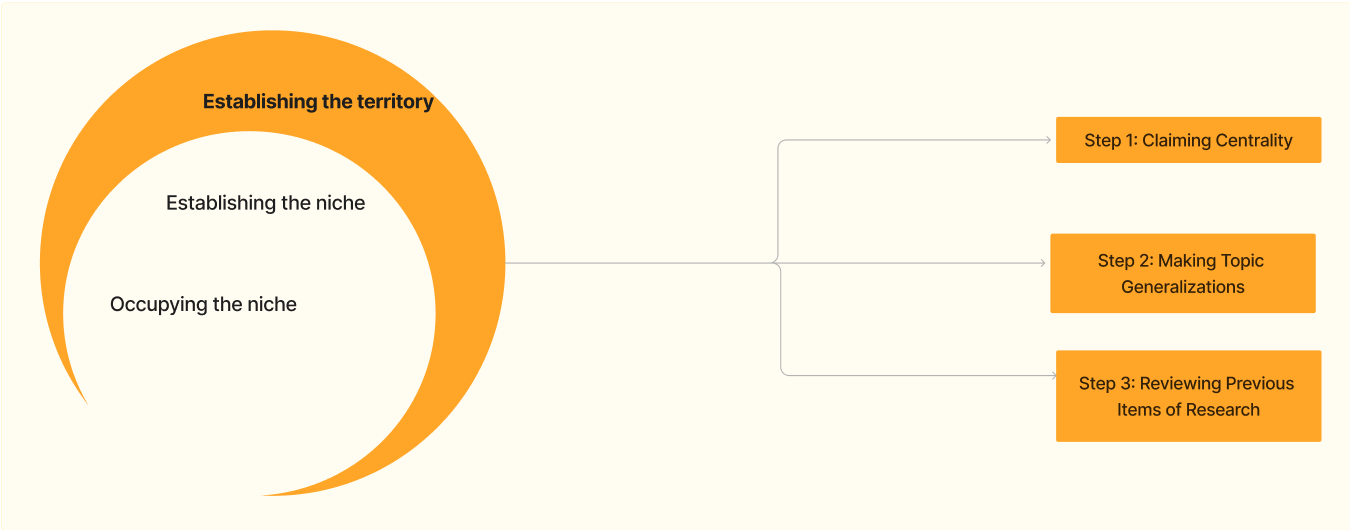 Establishing the territory
Establishing the niche
Occupying the niche
Step 1: Claiming Centrality
Step 2: Making Topic
Generalizations
Step 3: Reviewing Previous
Items of Research